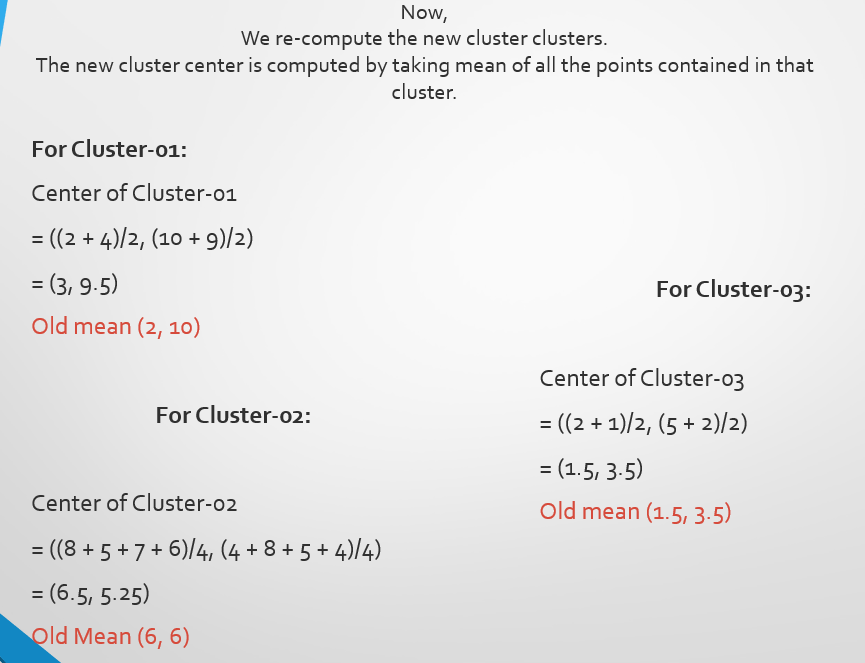 Now,
We re-compute the new cluster clusters.
The new cluster center is computed by taking mean of all the points contained in that
cluster.
For Cluster-01:
Center of Cluster-01
= ((2 + 4)/2, (10 + 9)/2)
= (3, 9.5)
Old mean (2, 10)
For Cluster-02:
Center of Cluster-02
= ((8 + 5 + 7 + 6)/4, (4 + 8 + 5 + 4)/4)
= (6.5, 5.25)
Old Mean (6, 6)
For Cluster-03:
Center of Cluster-03
= ((2 + 1)/2, (5 + 2)/2)
= (1.5, 3.5)
Old mean (1.5, 3.5)